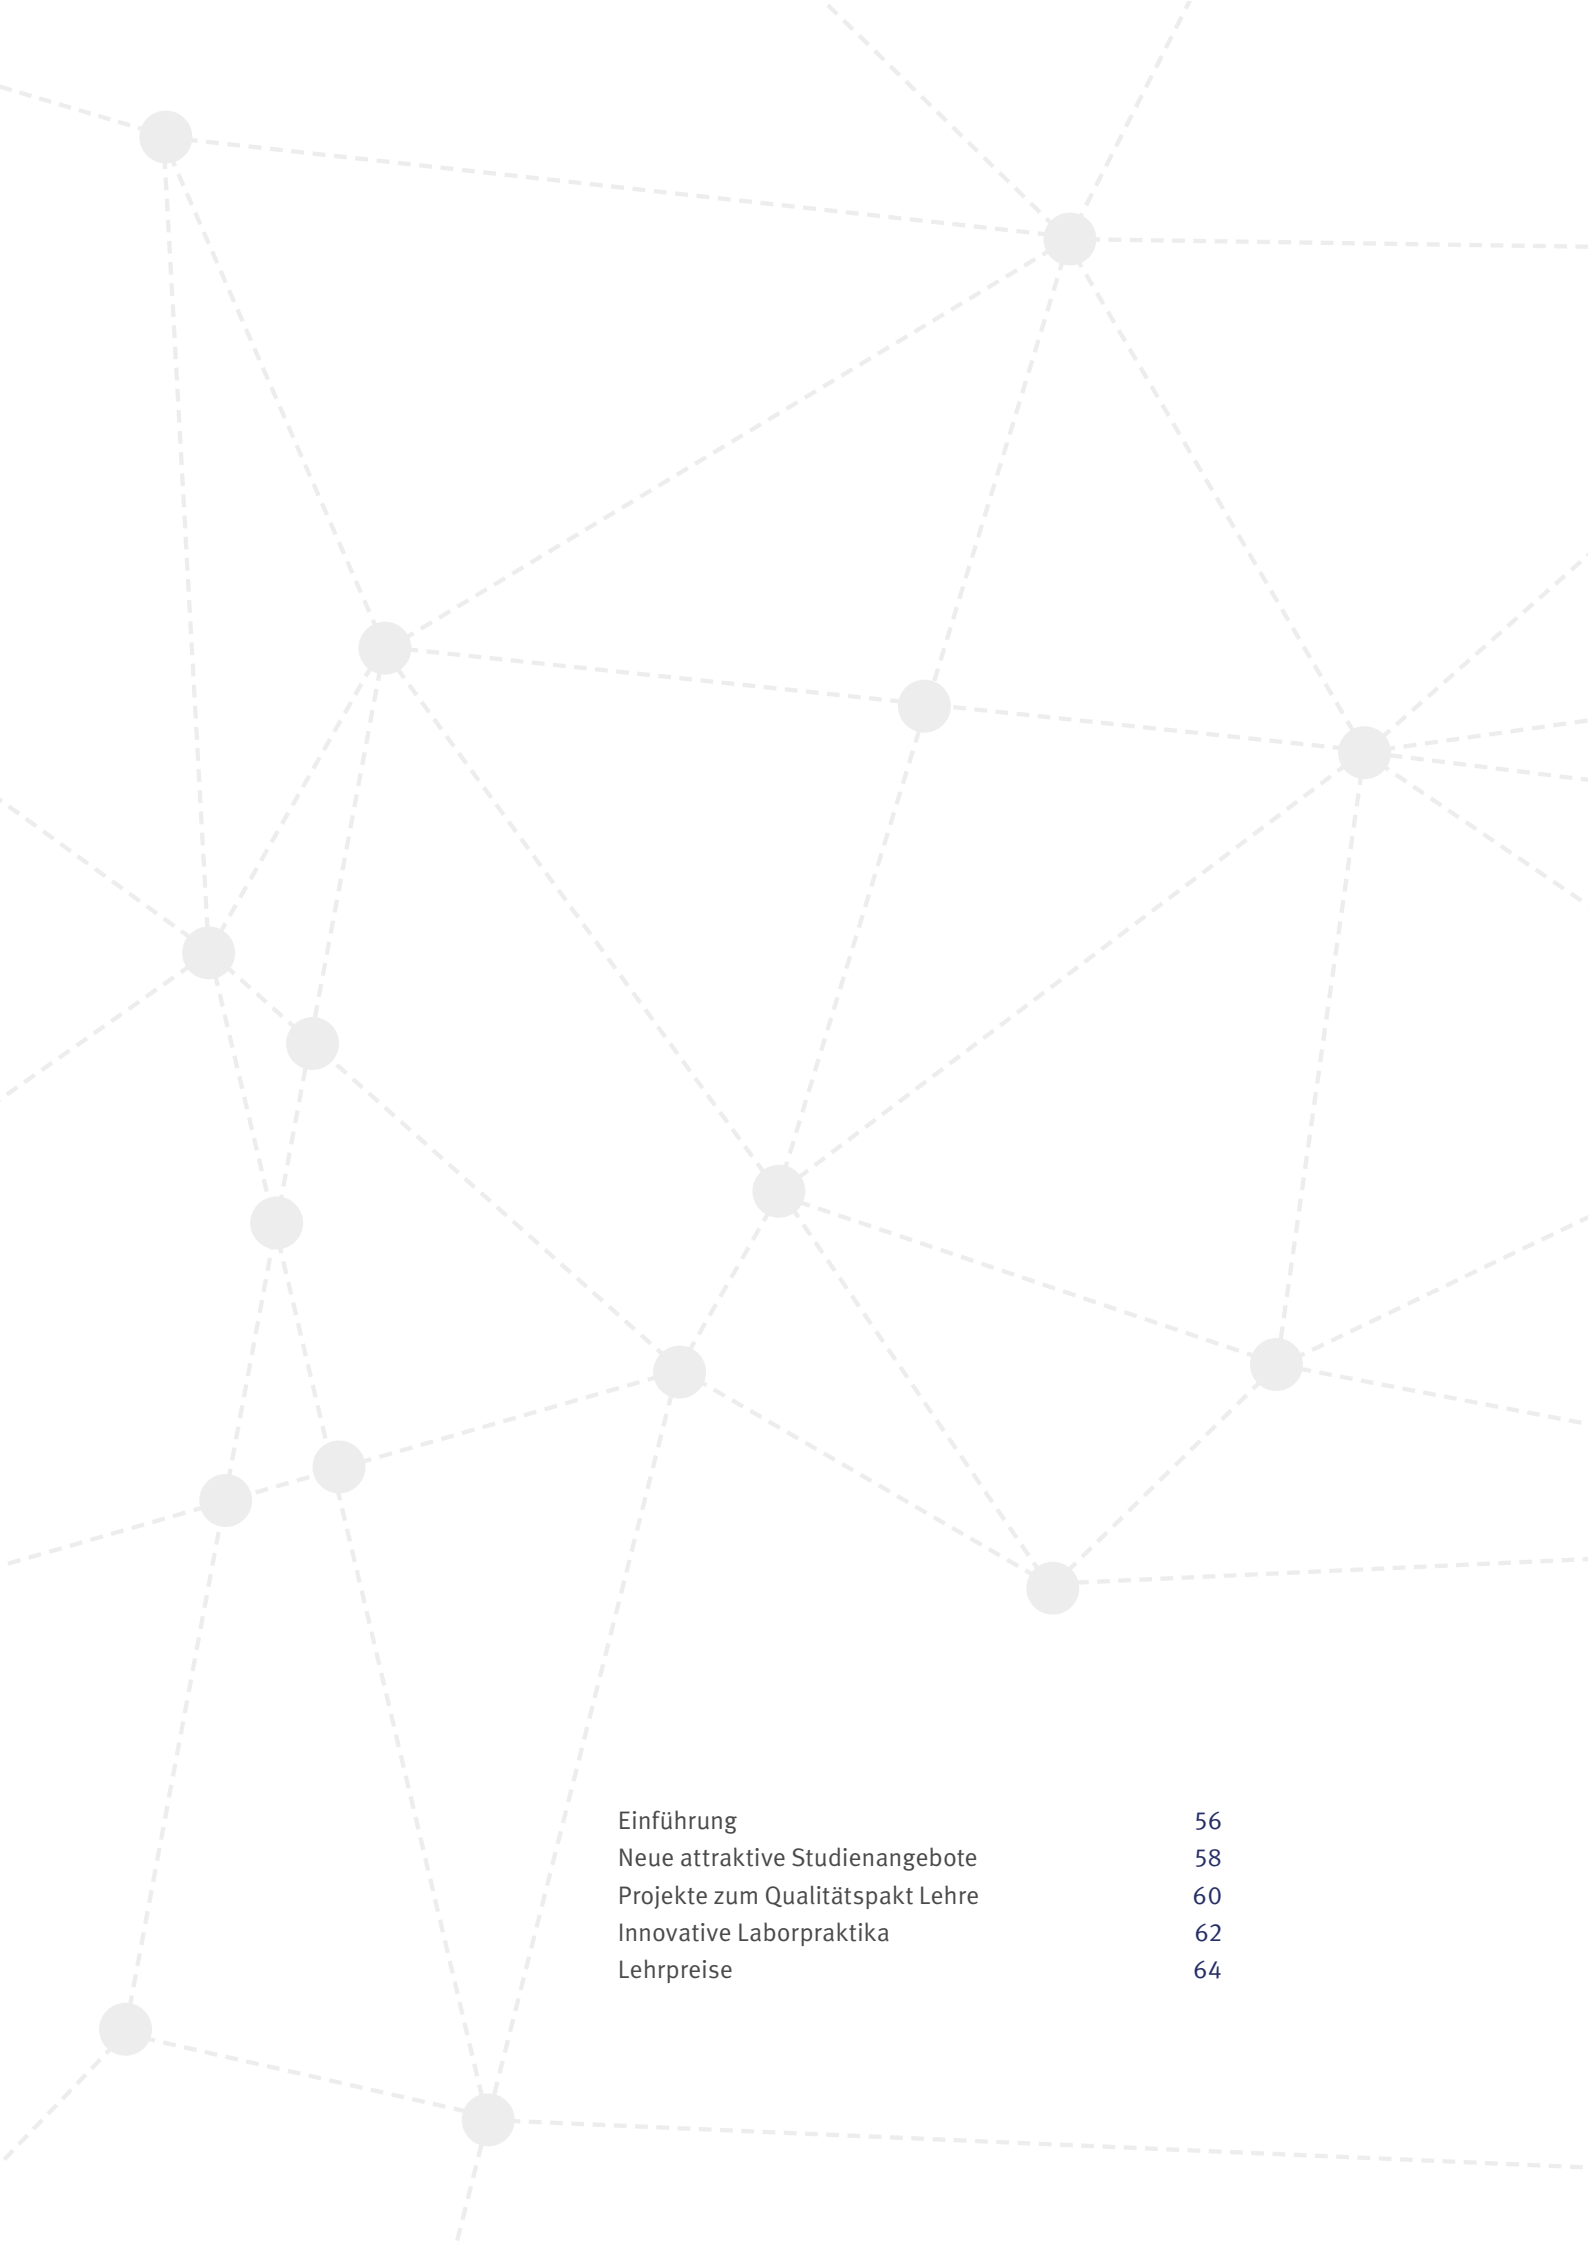 Einführung 56
Neue attraktive Studienangebote 58
Projekte zum Qualitätspakt Lehre 60
Innovative Laborpraktika 62
Lehrpreise 64